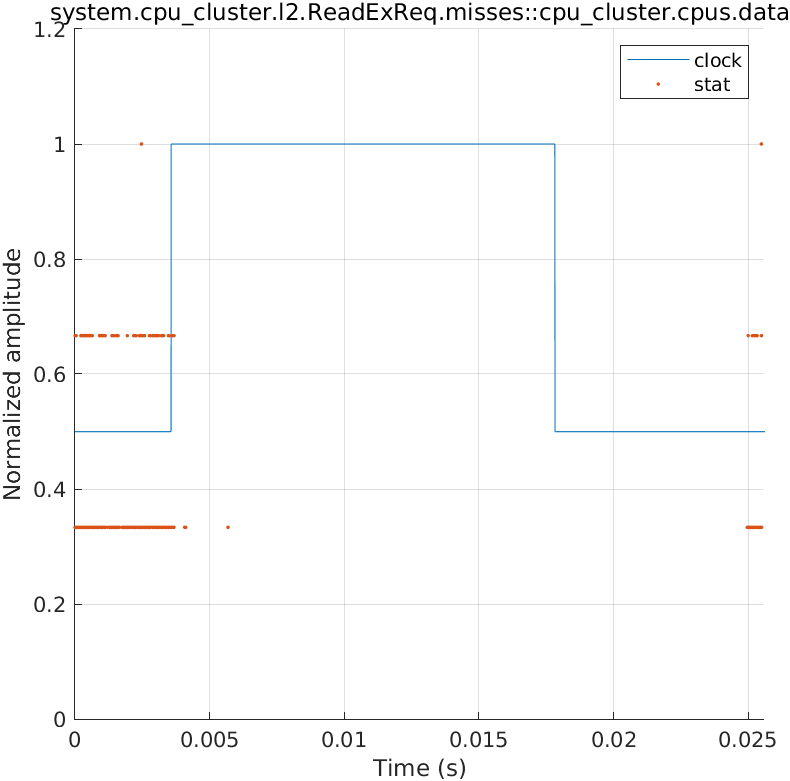 system.cpu_cluster.l2.ReadExReq.misses::cpu_cluster.cpus.data
1.2
1
0.8
0.6
0.4
0.2
0
Normalized amplitude
clock
stat
0 0.005 0.01 0.015 0.02 0.025
Time (s)